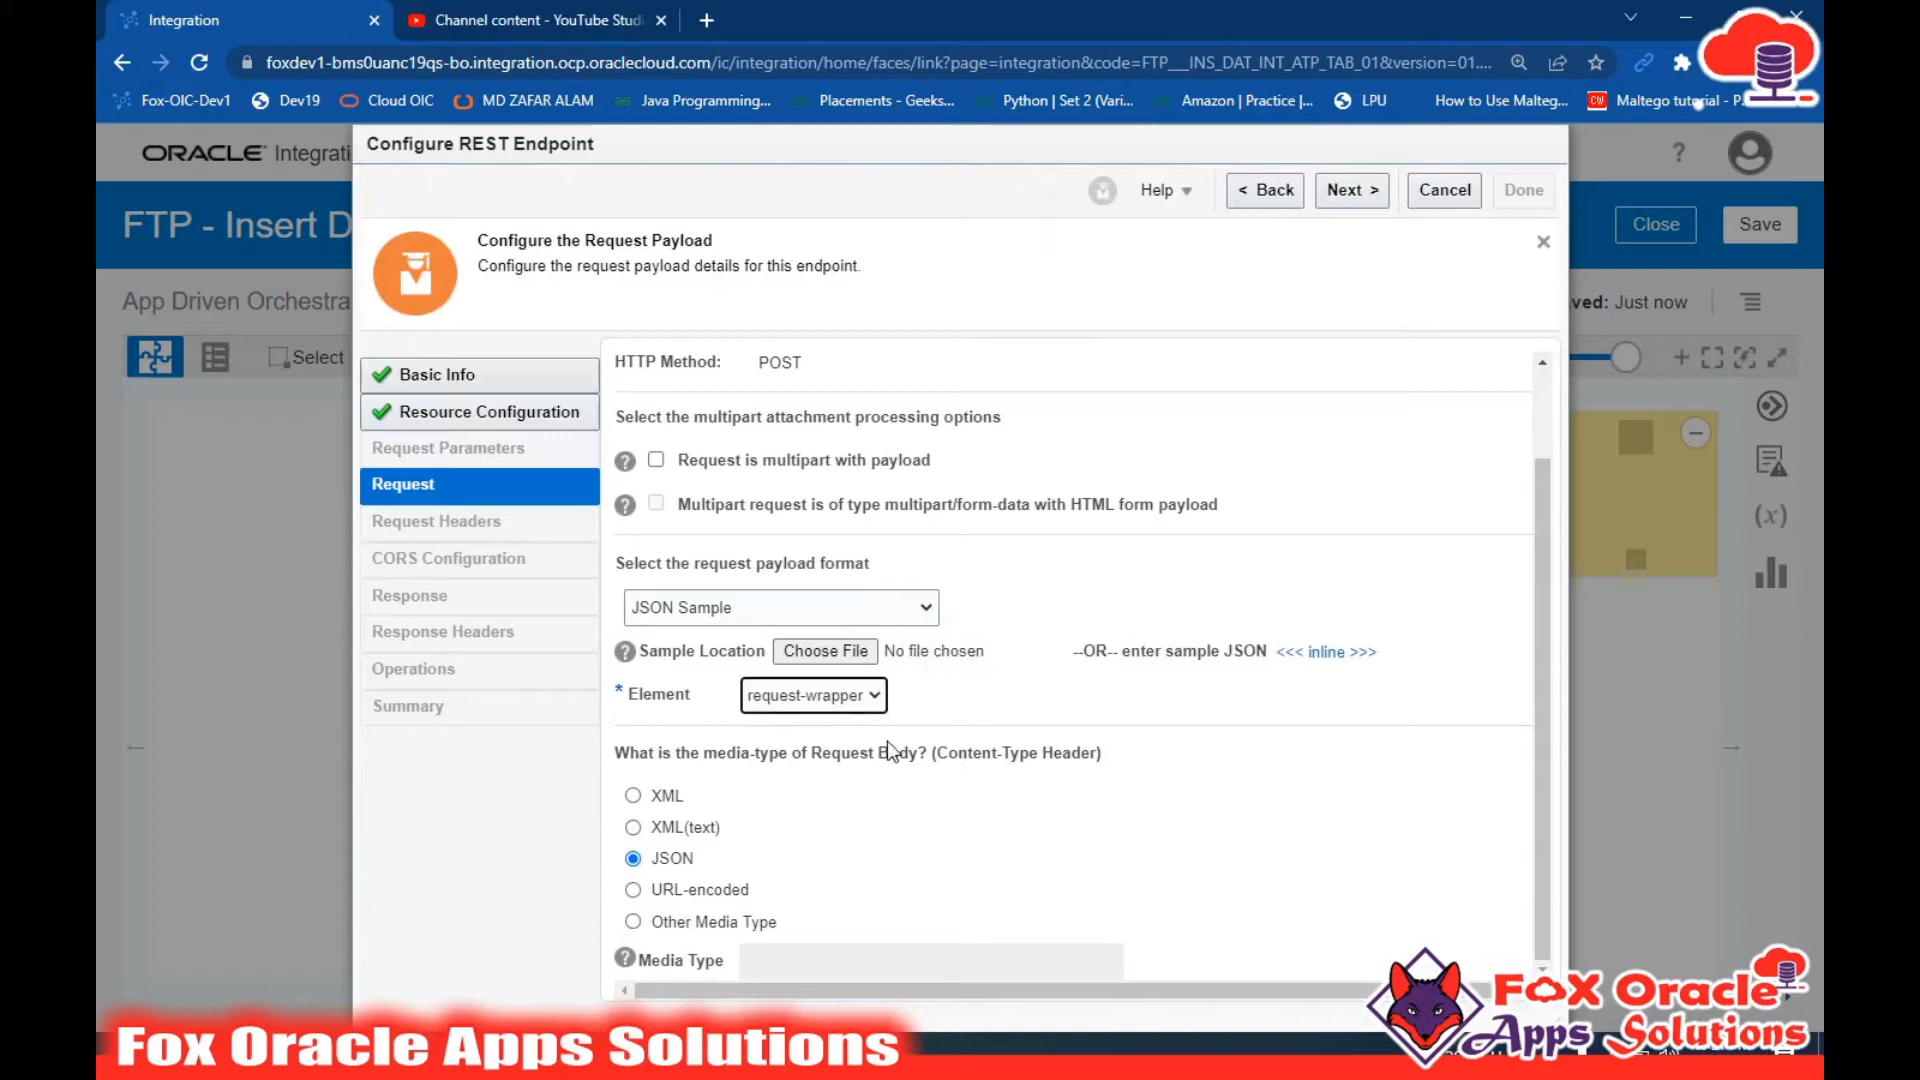 Integration
Channel content - YouTube Stud
foxdev1-bms0uanc19qs-bo.integration.ocp.oraclecloud.com/ic/integration/home/faces/link?page=integration&code=FTP___INS_DAT_INT_ATP_TAB_01&version=01....
Fox-OIC-Dev1 Dev19 Cloud OIC MD ZAFAR ALAM Java Programming... Placements - Geeks... Python | Set 2 (Vari... Amazon | Practice |... LPU How to Use Malteg... CW Maltego tutorial - P...
ORACLE Integrati
Configure REST Endpoint
?
Help < Back Next > Cancel Done
FTP - Insert D
Close Save
Configure the Request Payload
Configure the request payload details for this endpoint.
App Driven Orchestra
ved: Just now
Select
HTTP Method: POST
Basic Info
Resource Configuration
Request Parameters
Request
Request Headers
CORS Configuration
Response
Response Headers
Operations
Summary
Select the multipart attachment processing options
Request is multipart with payload
Multipart request is of type multipart/form-data with HTML form payload
(x)
Select the request payload format
JSON Sample
Sample Location Choose File No file chosen --OR-- enter sample JSON <<< inline >>>
* Element request-wrapper
What is the media-type of Request Body? (Content-Type Header)
XML
XML(text)
JSON
URL-encoded
Other Media Type
Media Type
Fox Oracle Apps Solutions
FoX Oracle
Apps Solutions